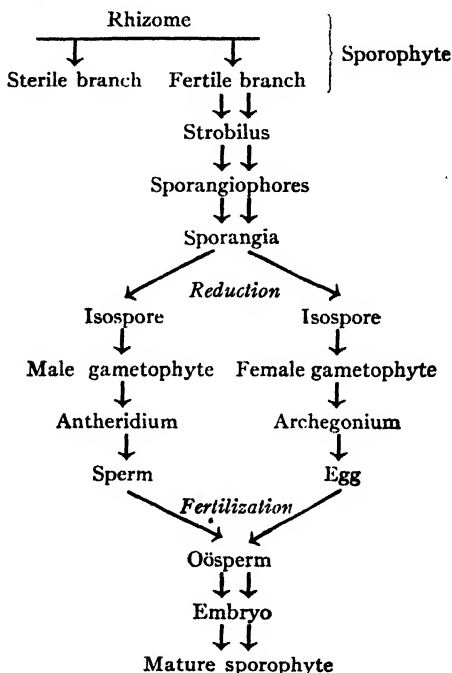 Rhizome
Sporophyte
Sterile branch Fertile branch
Strobilus
Sporangiophores
Sporangia
Reduction
Isospore Isospore
Male gametophyte Female gametophyte
Antheridium Archegonium
Sperm Egg
Fertilization
Oösperm
Embryo
Mature sporophyte